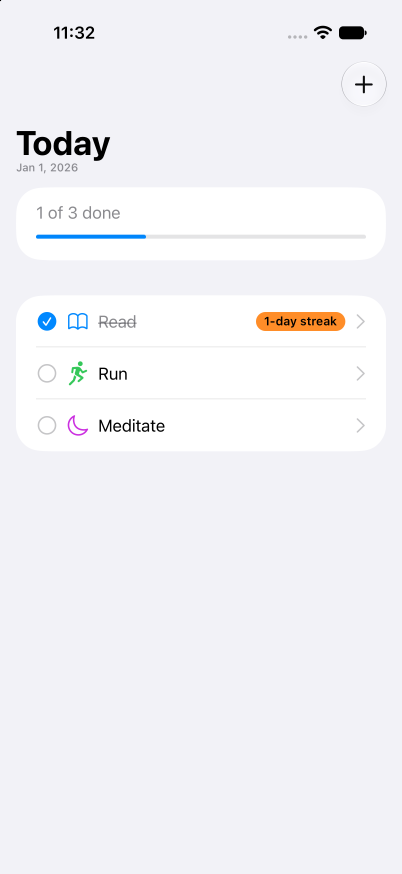 11:32
Today
Jan 1, 2026
1 of 3 done
Read 1-day streak
Run
Meditate